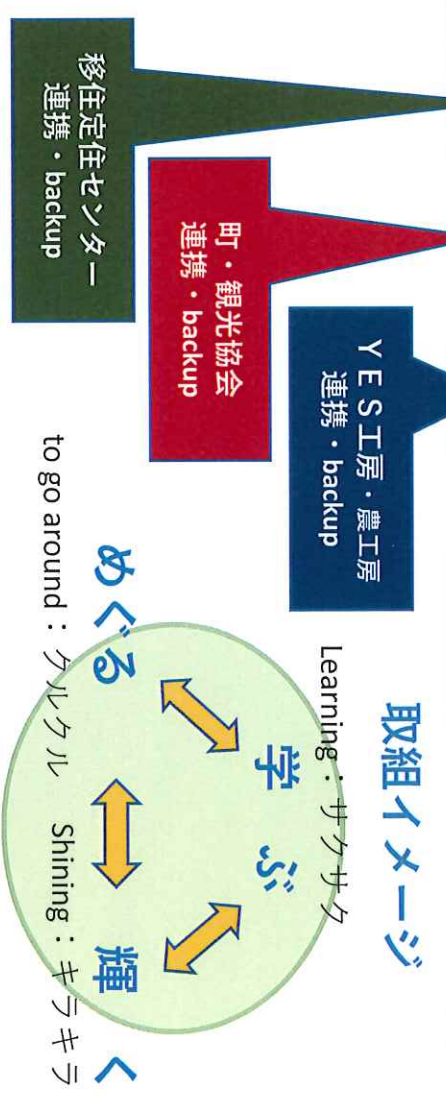 YES工房・農工房
連携・backup
町・観光協会
連携・backup
移住定住センター
連携・backup
取組イメージ
Learning：サクサク
学ぶ
めぐる
輝く
to go around：クルクル
Shining：キラキラ